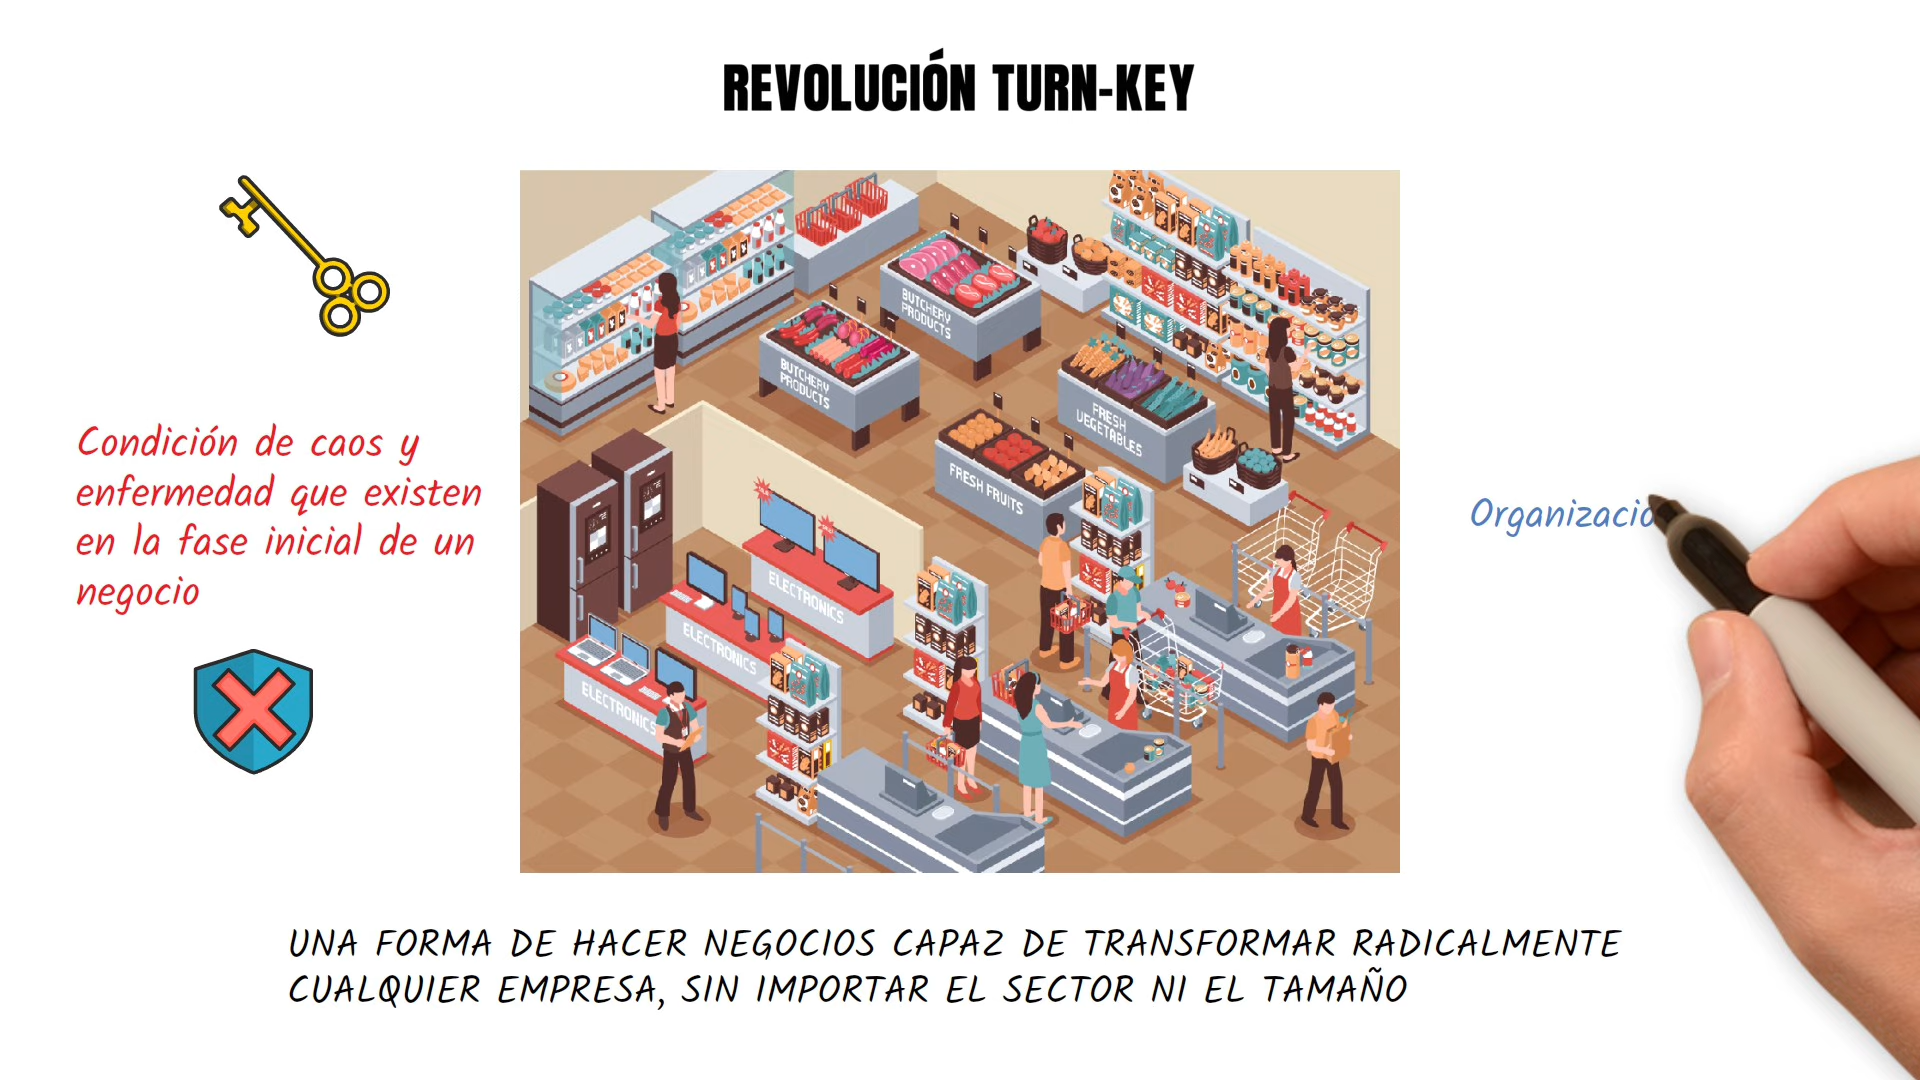 REVOLUCIÓN TURN-KEY
Condición de caos y
enfermedad que existen
en la fase inicial de un
negocio
BUTCHERY
PRODUCTS
BUTCHERY
PRODUCTS
FRESH
VEGETABLES
FRESH FRUITS
ELECTRONICS
ELECTRONICS
ELECTRONICS
Organizació
UNA FORMA DE HACER NEGOCIOS CAPAZ DE TRANSFORMAR RADICALMENTE
CUALQUIER EMPRESA, SIN IMPORTAR EL SECTOR NI EL TAMAÑO